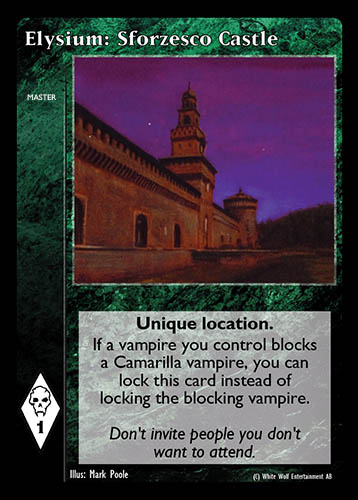 Elysium: Sforzesco Castle
MASTER
Unique location.
If a vampire you control blocks
a Camarilla vampire, you can
lock this card instead of
locking the blocking vampire.
Don't invite people you don't
want to attend.
1
Illus: Mark Poole
(C) White Wolf Entertainment AB